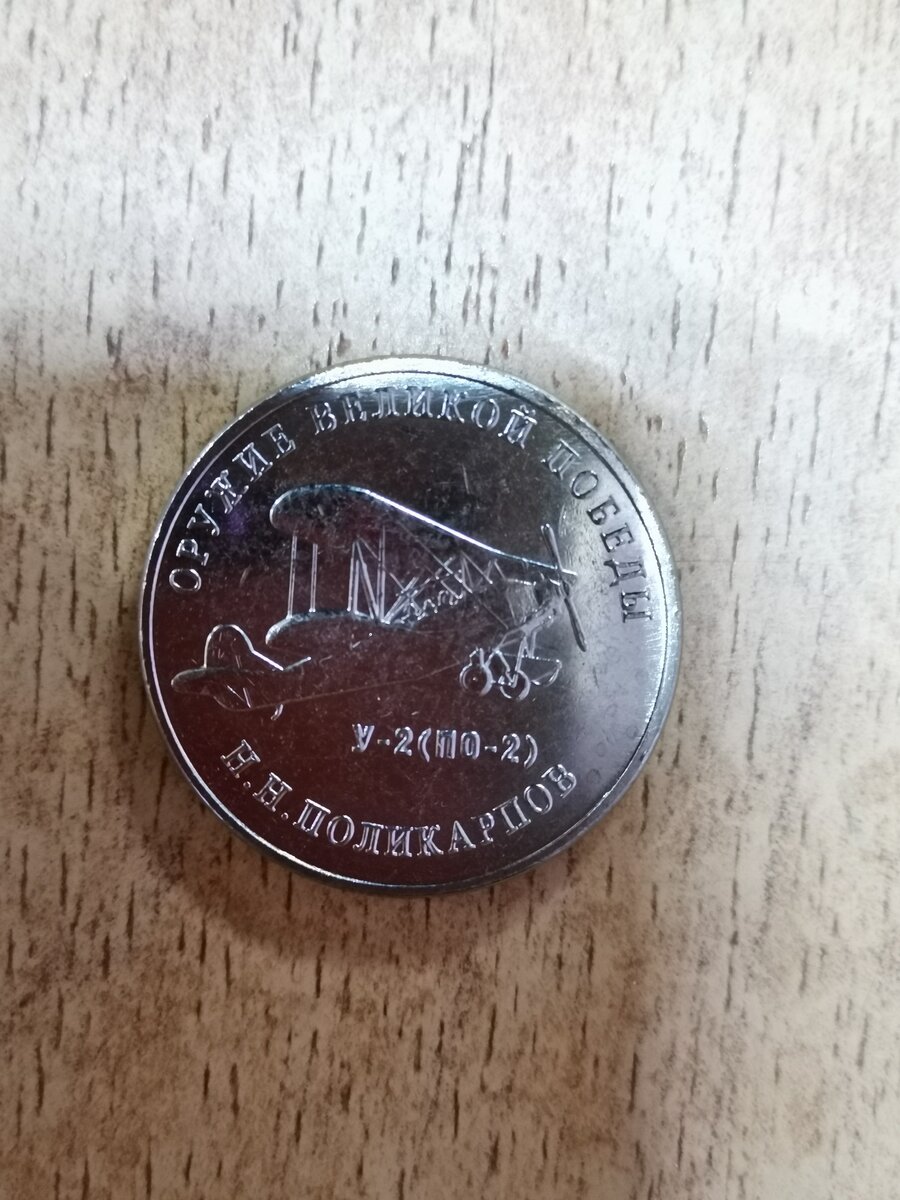 ОРУЖИЕ ВЕЛИКОЙ ПОБЕДЫ
У-2(ПО-2)
Н.Н.ПОЛИКАРПОВ